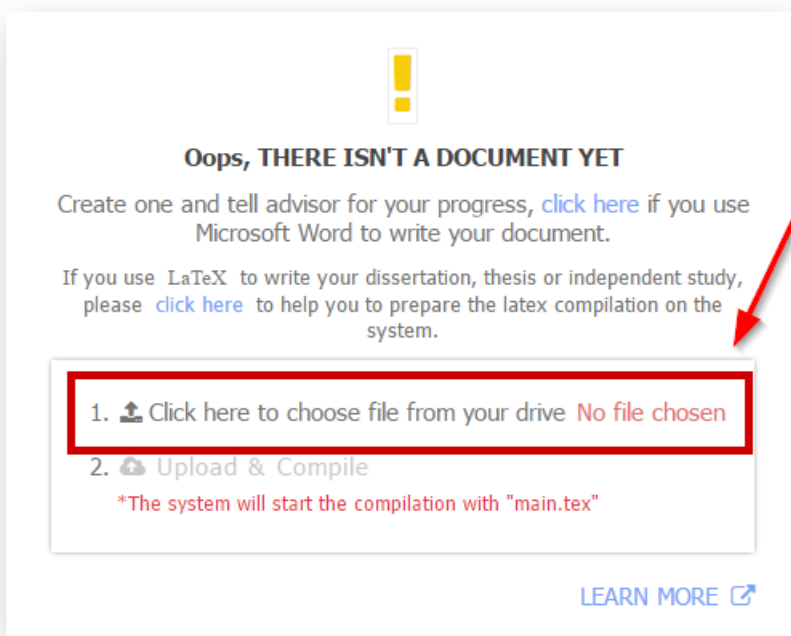 Oops, THERE ISN'T A DOCUMENT YET
Create one and tell advisor for your progress, click here if you use
Microsoft Word to write your document.
If you use LaTeX to write your dissertation, thesis or independent study,
please click here to help you to prepare the latex compilation on the
system.
1. Click here to choose file from your drive No file chosen
2. Upload & Compile
*The system will start the compilation with "main.tex"
LEARN MORE